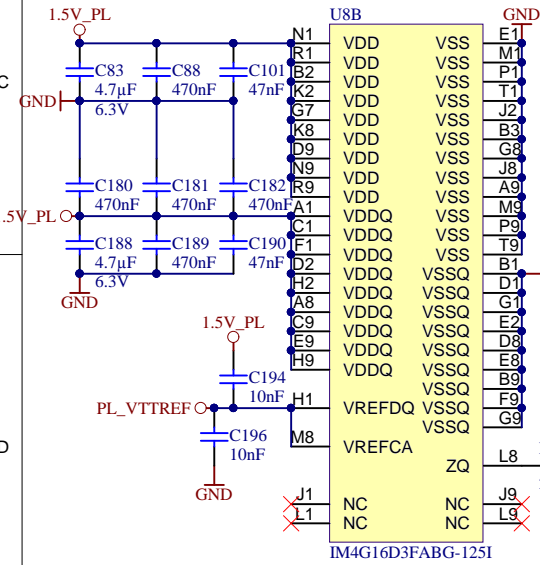 1.5V_PL
U8B
GND
N1 VDD VSS E1
R1 VDD VSS M1
C83 C88 C101 B2 VDD VSS P1
C
4.7µF 470nF 47nF K2 VDD VSS T1
GND
6.3V G7 VDD VSS J2
K8 VDD VSS B3
D9 VDD VSS G8
N9 VDD VSS J8
C180 C181 C182 R9 VDD VSS A9
470nF 470nF 470nF A1 VDDQ VSS M9
.5V_PL
C1 VDDQ VSS P9
C188 C189 C190 F1 VDDQ VSS T9
4.7µF 470nF 47nF D2 VDDQ VSSQ B1
6.3V H2 VDDQ VSSQ D1
GND
A8 VDDQ VSSQ G1
1.5V_PL
C9 VDDQ VSSQ E2
E9 VDDQ VSSQ D8
H9 VDDQ VSSQ E8
C194 VSSQ B9
10nF
PL_VTTREF H1 VREFDQ VSSQ F9
VSSQ G9
C196 M8 VREFCA
D
10nF
ZQ L8
GND
J1 NC NC J9
L1 NC NC L9
IM4G16D3FABG-125I